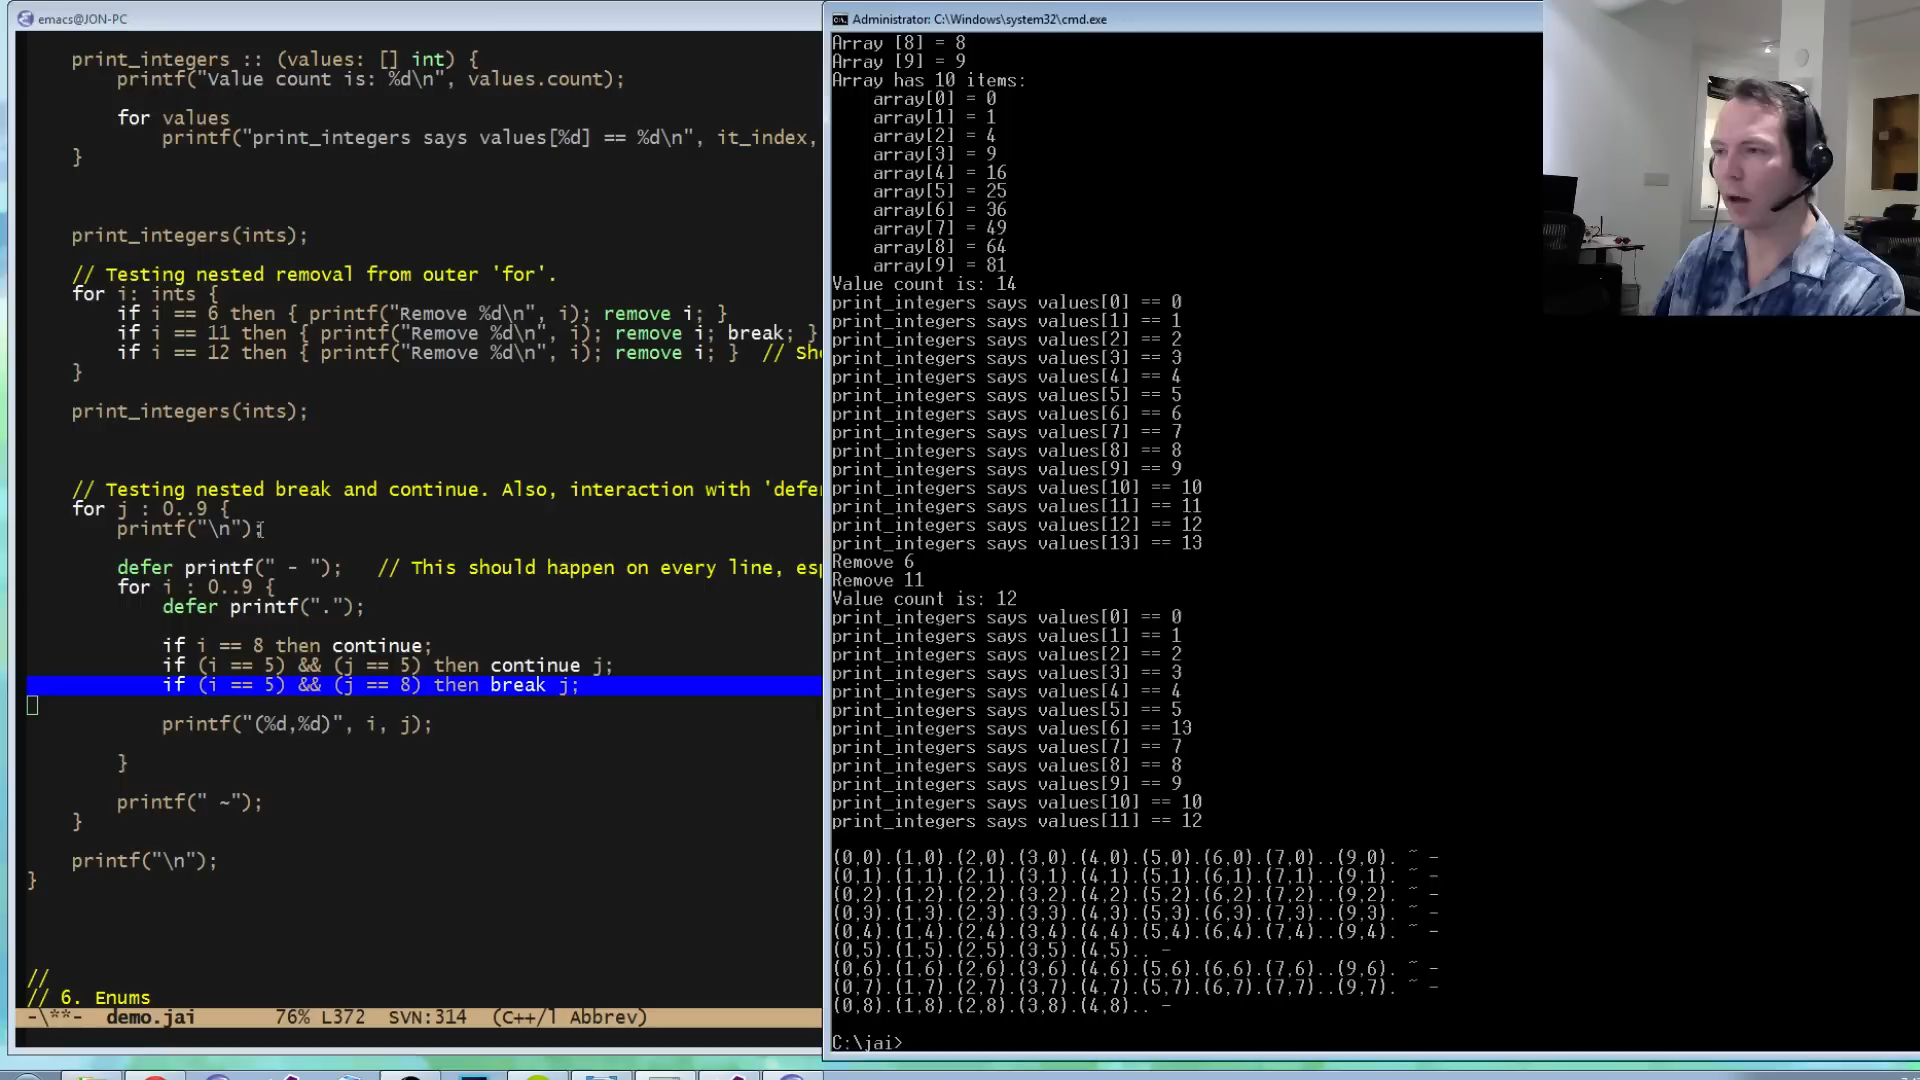 emacs@JON-PC
print_integers :: (values: [] int) {
printf("Value count is: %d\n", values.count);
for values
printf("print_integers says values[%d] == %d\n", it_index,
}
print_integers(ints);
// Testing nested removal from outer 'for'.
for i: ints {
if i == 6 then { printf("Remove %d\n", i); remove i; }
if i == 11 then { printf("Remove %d\n", i); remove i; break; }
if i == 12 then { printf("Remove %d\n", i); remove i; } // Sho
}
print_integers(ints);
// Testing nested break and continue. Also, interaction with 'defer
for j : 0..9 {
printf("\n");
defer printf(" - "); // This should happen on every line, esp
for i : 0..9 {
defer printf(".");
if i == 8 then continue;
if (i == 5) && (j == 5) then continue j;
if (i == 5) && (j == 8) then break j;
printf("(%d,%d)", i, j);
}
printf(" ~");
}
printf("\n");
}
//
// 6. Enums
-\**- demo.jai 76% L372 SVN:314 (C++/l Abbrev)
Administrator: C:\Windows\system32\cmd.exe
Array [8] = 8
Array [9] = 9
Array has 10 items:
array[0] = 0
array[1] = 1
array[2] = 4
array[3] = 9
array[4] = 16
array[5] = 25
array[6] = 36
array[7] = 49
array[8] = 64
array[9] = 81
Value count is: 14
print_integers says values[0] == 0
print_integers says values[1] == 1
print_integers says values[2] == 2
print_integers says values[3] == 3
print_integers says values[4] == 4
print_integers says values[5] == 5
print_integers says values[6] == 6
print_integers says values[7] == 7
print_integers says values[8] == 8
print_integers says values[9] == 9
print_integers says values[10] == 10
print_integers says values[11] == 11
print_integers says values[12] == 12
print_integers says values[13] == 13
Remove 6
Remove 11
Value count is: 12
print_integers says values[0] == 0
print_integers says values[1] == 1
print_integers says values[2] == 2
print_integers says values[3] == 3
print_integers says values[4] == 4
print_integers says values[5] == 5
print_integers says values[6] == 13
print_integers says values[7] == 7
print_integers says values[8] == 8
print_integers says values[9] == 9
print_integers says values[10] == 10
print_integers says values[11] == 12
(0,0).(1,0).(2,0).(3,0).(4,0).(5,0).(6,0).(7,0)..(9,0). ~ -
(0,1).(1,1).(2,1).(3,1).(4,1).(5,1).(6,1).(7,1)..(9,1). ~ -
(0,2).(1,2).(2,2).(3,2).(4,2).(5,2).(6,2).(7,2)..(9,2). ~ -
(0,3).(1,3).(2,3).(3,3).(4,3).(5,3).(6,3).(7,3)..(9,3). ~ -
(0,4).(1,4).(2,4).(3,4).(4,4).(5,4).(6,4).(7,4)..(9,4). ~ -
(0,5).(1,5).(2,5).(3,5).(4,5).. -
(0,6).(1,6).(2,6).(3,6).(4,6).(5,6).(6,6).(7,6)..(9,6). ~ -
(0,7).(1,7).(2,7).(3,7).(4,7).(5,7).(6,7).(7,7)..(9,7). ~ -
(0,8).(1,8).(2,8).(3,8).(4,8).. -
C:\jai>